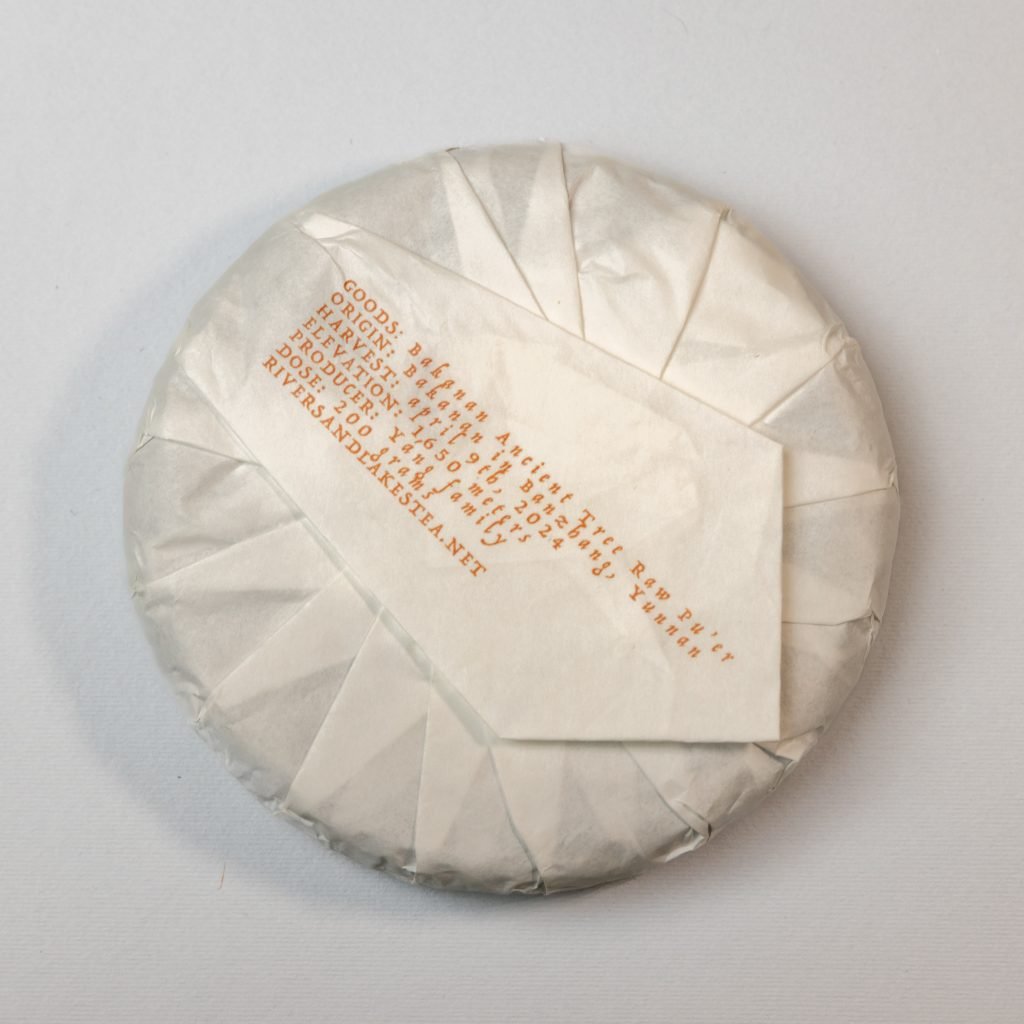 GOODS: Bakanan Ancient Tree Raw Pu'er
ORIGIN: Bakanan in Banzhang, Yunnan
HARVEST: april 9th, 2024
ELEVATION: 1650 meters
PRODUCER: Yang family
DOSE: 200 grams
RIVERSANDLAKESTEA.NET